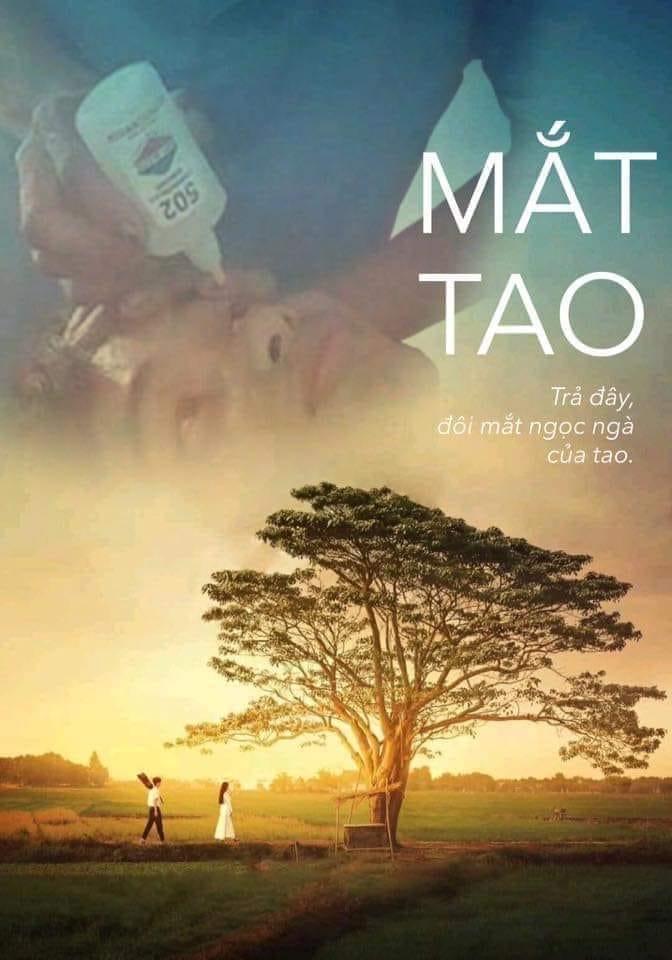 502
MẮT
TAO
Trả đây,
đôi mắt ngọc ngà
của tao.